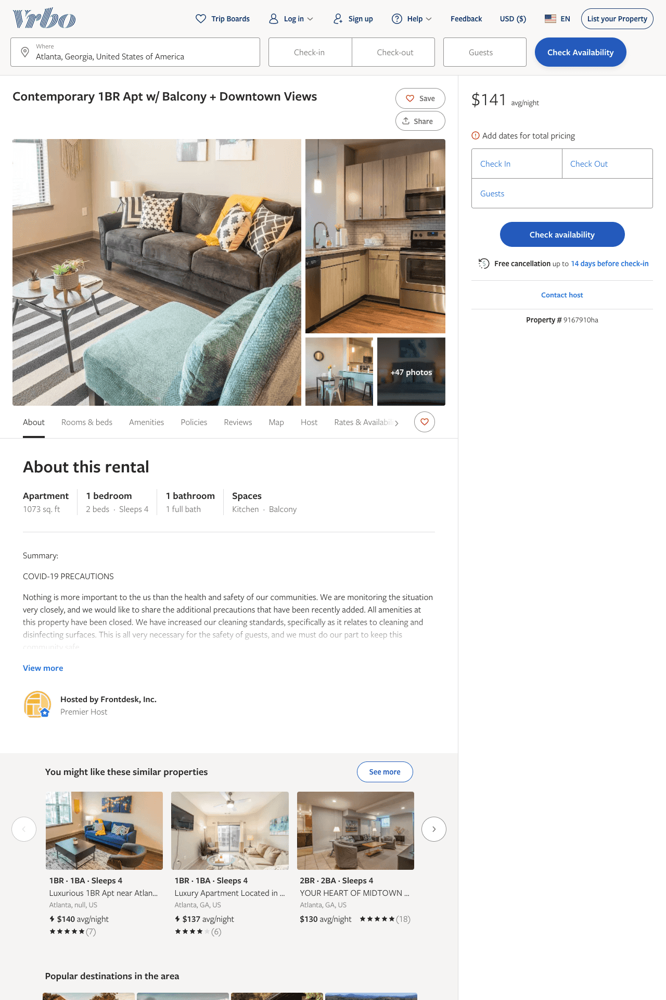 Vrbo
Trip Boards
Log in
Sign up
Help
Feedback
USD ($)
EN
List your Property
Where
Atlanta, Georgia, United States of America
Check-in
Check-out
Guests
Check Availability
Contemporary 1BR Apt w/ Balcony + Downtown Views
Save
Share
$141 avg/night
Add dates for total pricing
Check In
Check Out
Guests
Check availability
Free cancellation up to 14 days before check-in
Contact host
Property # 9167910ha
+47 photos
About
Rooms & beds
Amenities
Policies
Reviews
Map
Host
Rates & Availabili
About this rental
Apartment
1073 sq. ft
1 bedroom
2 beds · Sleeps 4
1 bathroom
1 full bath
Spaces
Kitchen · Balcony
Summary:
COVID-19 PRECAUTIONS
Nothing is more important to the us than the health and safety of our communities. We are monitoring the situation
very closely, and we would like to share the additional precautions that have been recently added. All amenities at
this property have been closed. We have increased our cleaning standards, specifically as it relates to cleaning and
disinfecting surfaces. This is all very necessary for the safety of guests, and we must do our part to keep this
community safe
View more
Hosted by Frontdesk, Inc.
Premier Host
You might like these similar properties
See more
1BR · 1BA · Sleeps 4
Luxurious 1BR Apt near Atlan...
Atlanta, null, US
$140 avg/night
(7)
1BR · 1BA · Sleeps 4
Luxury Apartment Located in ...
Atlanta, GA, US
$137 avg/night
(6)
2BR · 2BA · Sleeps 4
YOUR HEART OF MIDTOWN ...
Atlanta, GA, US
$130 avg/night
(18)
Popular destinations in the area